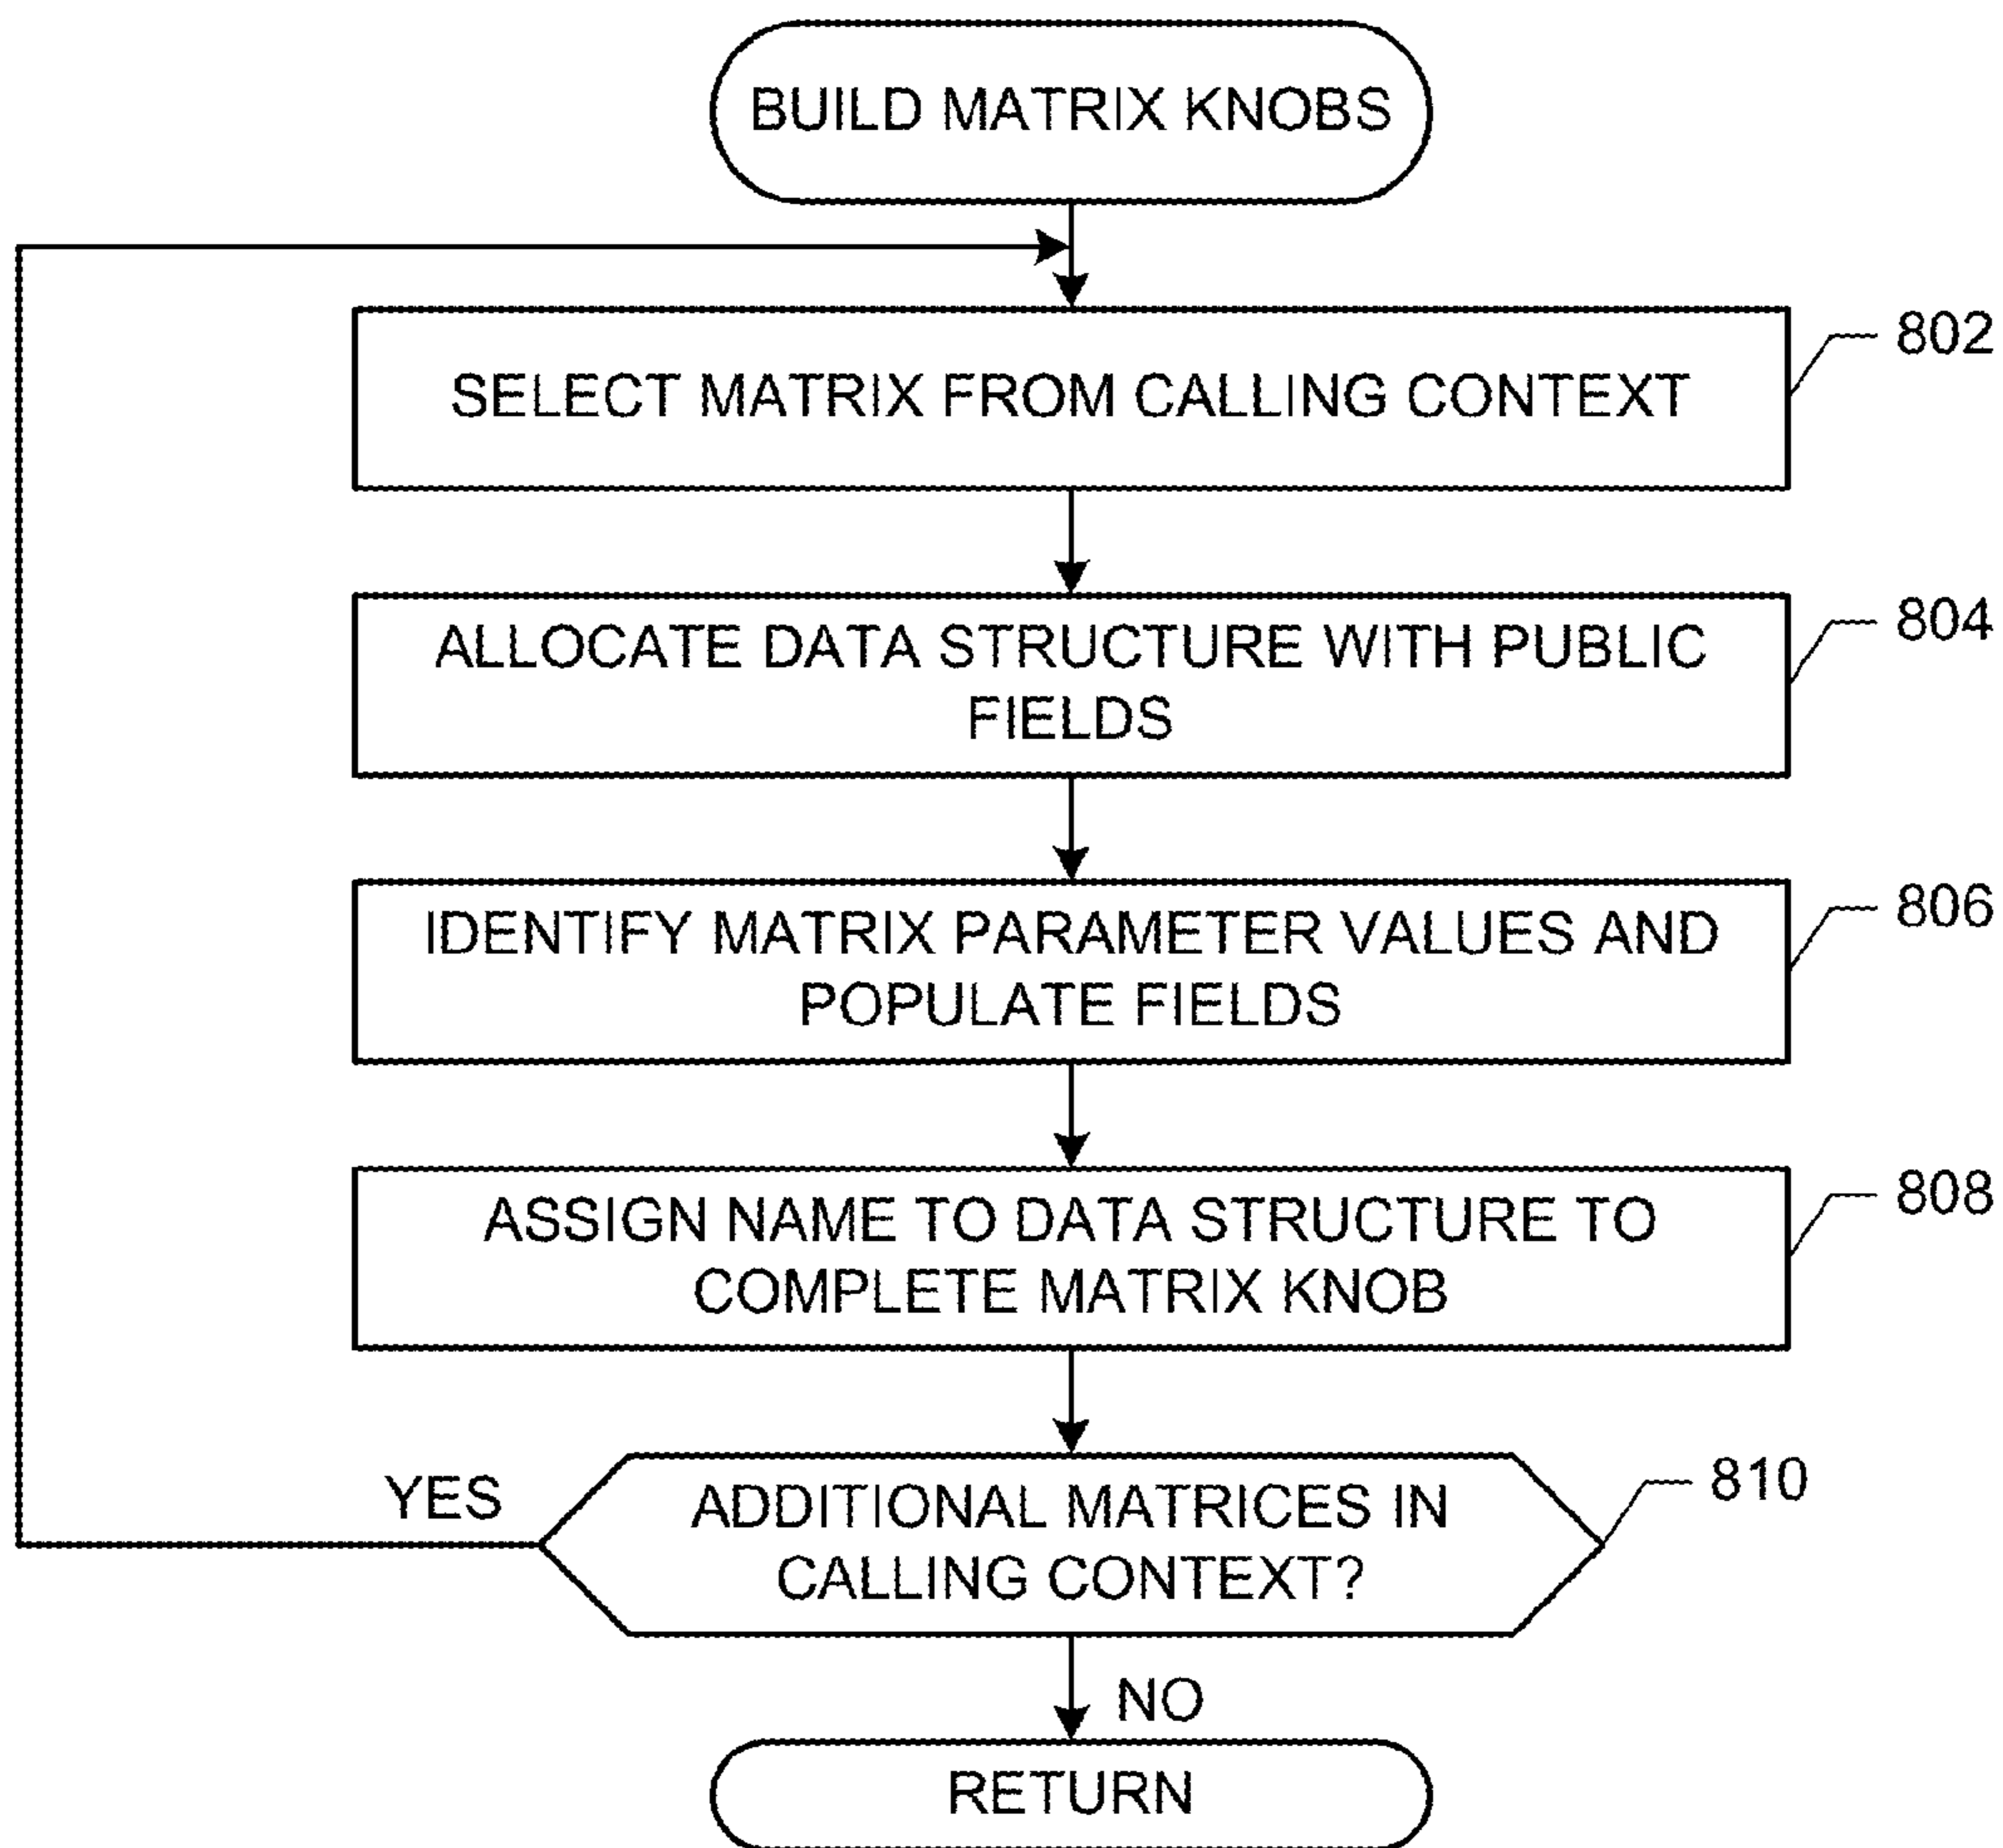 BUILD MATRIX KNOBS
SELECT MATRIX FROM CALLING CONTEXT
802
ALLOCATE DATA STRUCTURE WITH PUBLIC
FIELDS
804
IDENTIFY MATRIX PARAMETER VALUES AND
POPULATE FIELDS
806
ASSIGN NAME TO DATA STRUCTURE TO
COMPLETE MATRIX KNOB
808
YES
ADDITIONAL MATRICES IN
CALLING CONTEXT?
810
NO
RETURN